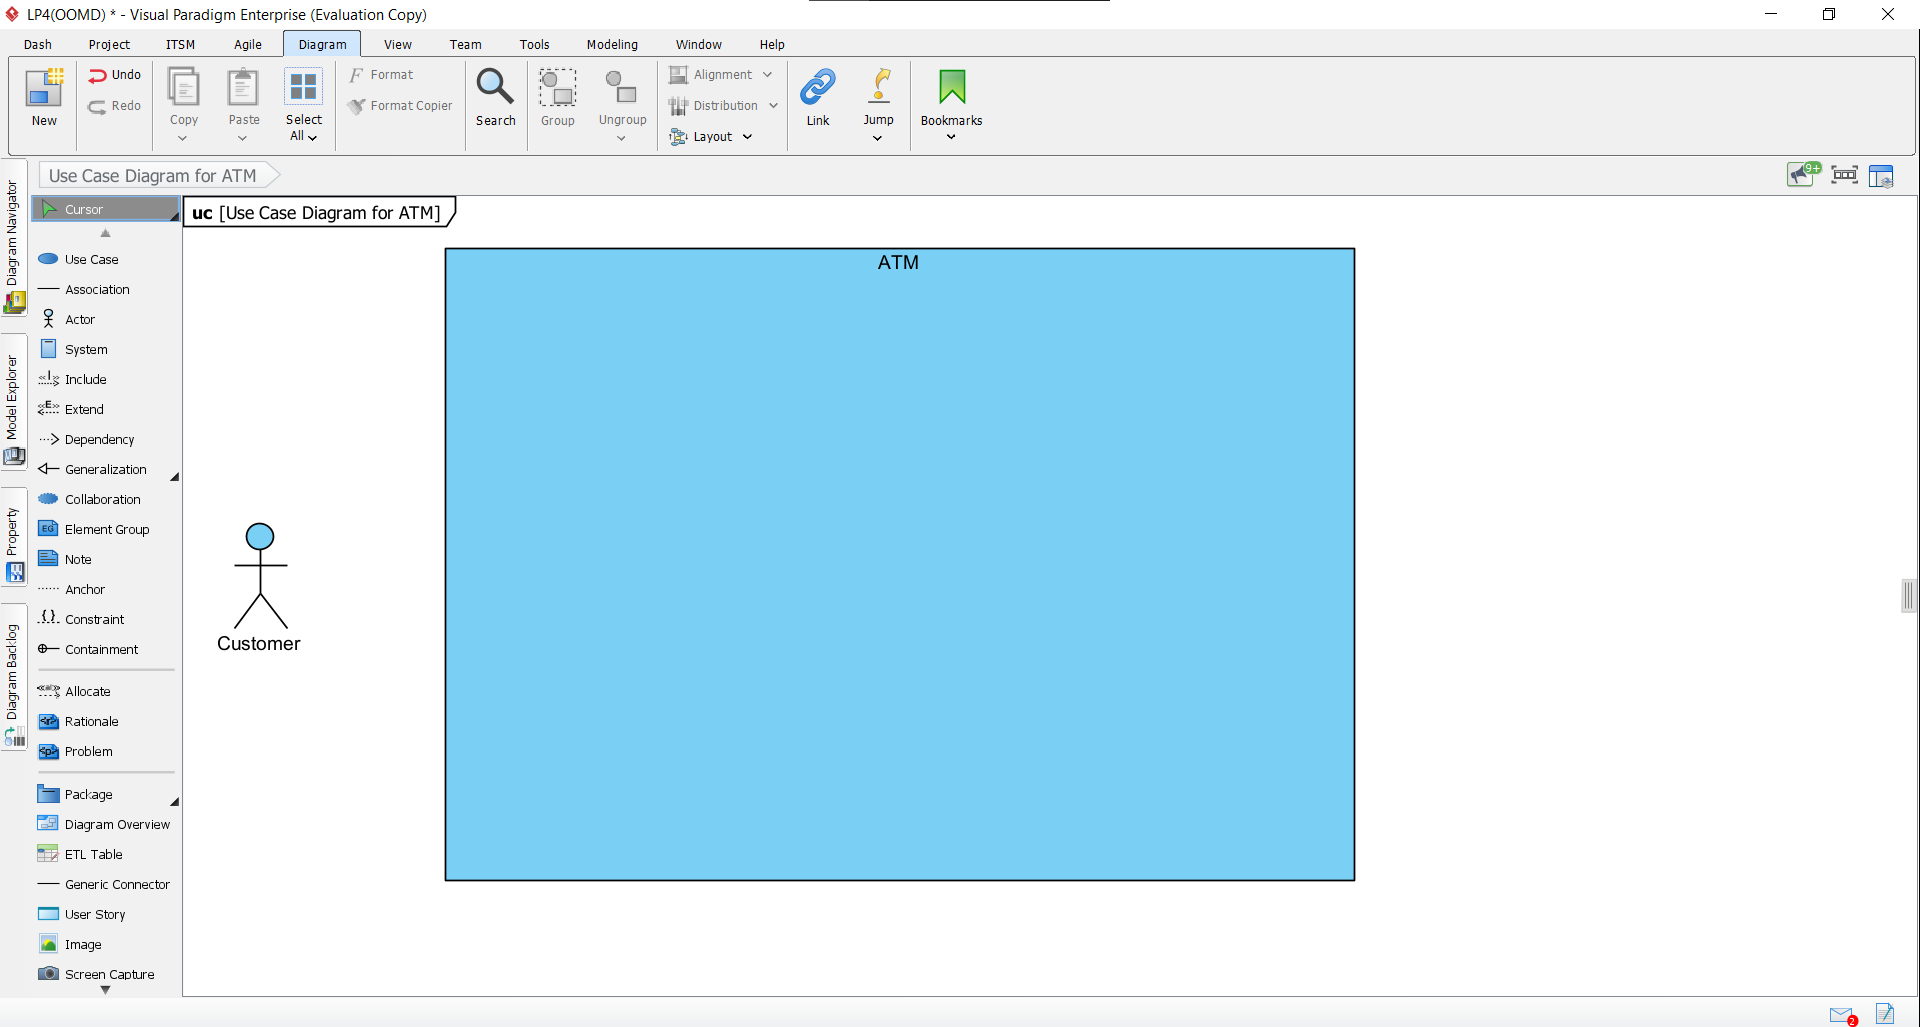 LP4(OOMD) * - Visual Paradigm Enterprise (Evaluation Copy)
Dash Project ITSM Agile Diagram View Team Tools Modeling Window Help
New
Undo
Redo
Copy
Paste
Select
All
Format
Format Copier
Search
Group
Ungroup
Alignment
Distribution
Layout
Link
Jump
Bookmarks
Use Case Diagram for ATM
9+
Diagram Navigator
Model Explorer
Property
Diagram Backlog
Cursor
Use Case
Association
Actor
System
Include
Extend
Dependency
Generalization
Collaboration
EG Element Group
Note
Anchor
Constraint
Containment
Allocate
Rationale
Problem
Package
Diagram Overview
ETL Table
Generic Connector
User Story
Image
Screen Capture
uc [Use Case Diagram for ATM]
ATM
Customer
2